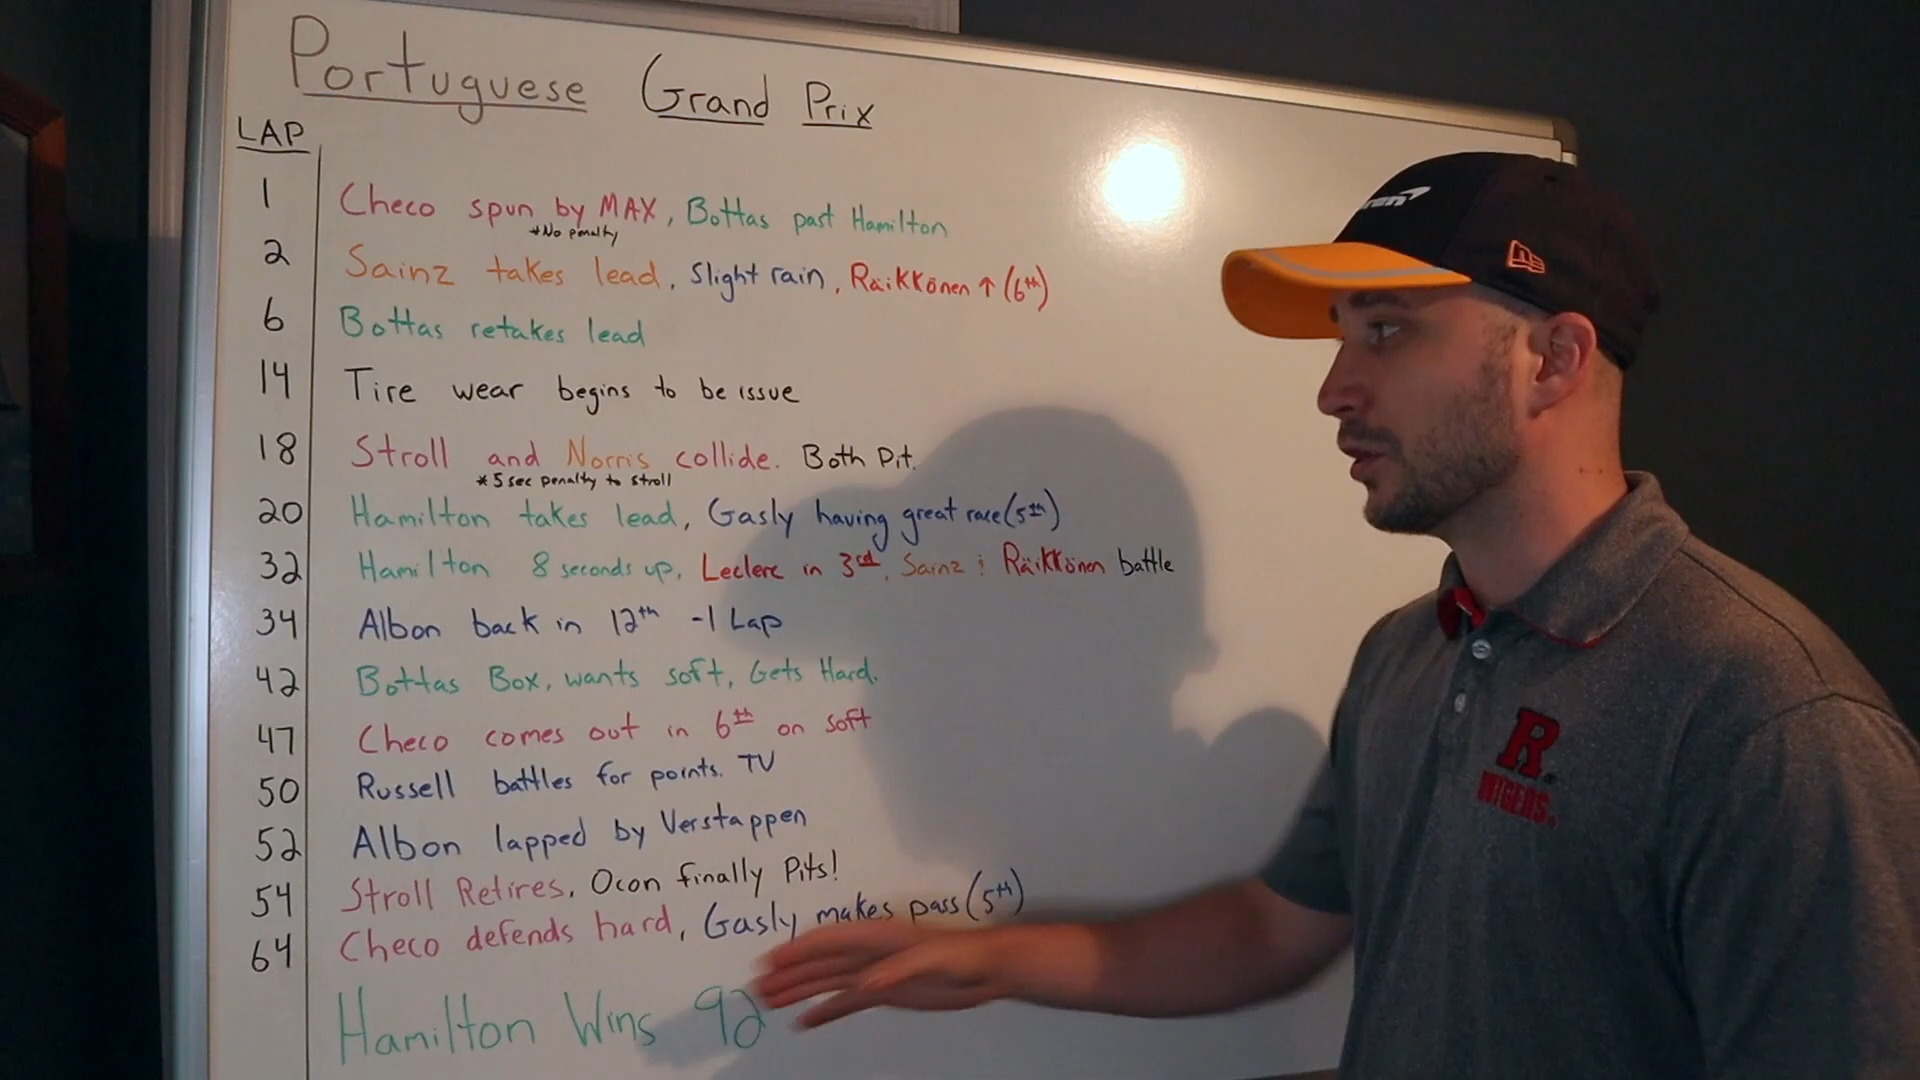 Portuguese Grand Prix
LAP
1 Checo spun by MAX, Bottas past Hamilton
*No penalty
2 Sainz takes lead, Slight rain, Räikkönen ↑ (6th)
6 Bottas retakes lead
14 Tire wear begins to be issue
18 Stroll and Norris collide. Both Pit.
*5 sec penalty to stroll
20 Hamilton takes lead, Gasly having great race (5th)
32 Hamilton 8 seconds up, Leclerc in 3rd, Sainz & Räikkönen battle
34 Albon back in 12th -1 Lap
42 Bottas Box, wants soft, Gets Hard.
47 Checo comes out in 6th on soft
50 Russell battles for points. TV
52 Albon lapped by Verstappen
54 Stroll Retires, Ocon finally Pits!
64 Checo defends hard, Gasly makes pass (5th)
Hamilton Wins 92
R
RUTGERS